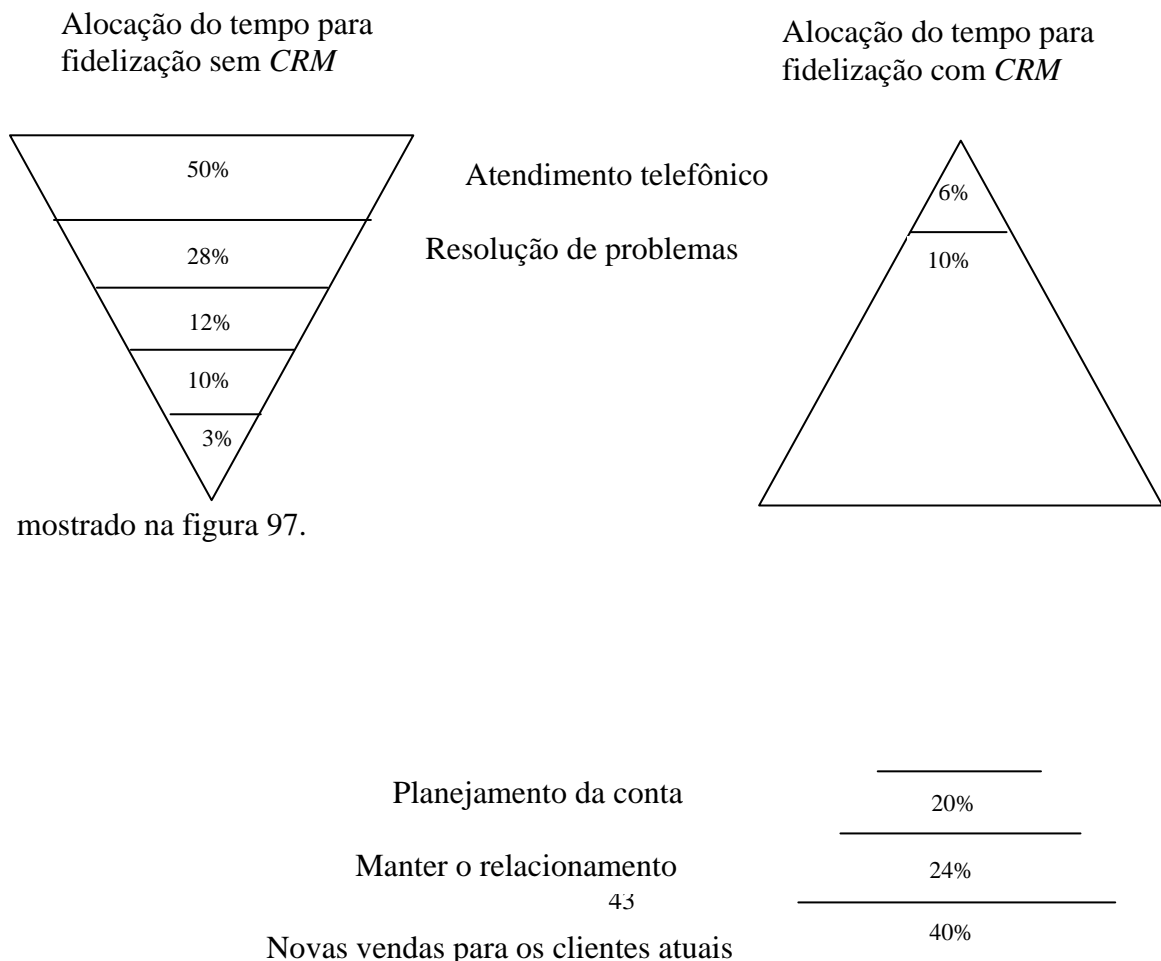 Alocação do tempo para
fidelização sem CRM
Alocação do tempo para
fidelização com CRM
50%
Atendimento telefônico
6%
28%
Resolução de problemas
10%
12%
10%
3%
mostrado na figura 97.
Planejamento da conta
20%
Manter o relacionamento
24%
43
Novas vendas para os clientes atuais
40%